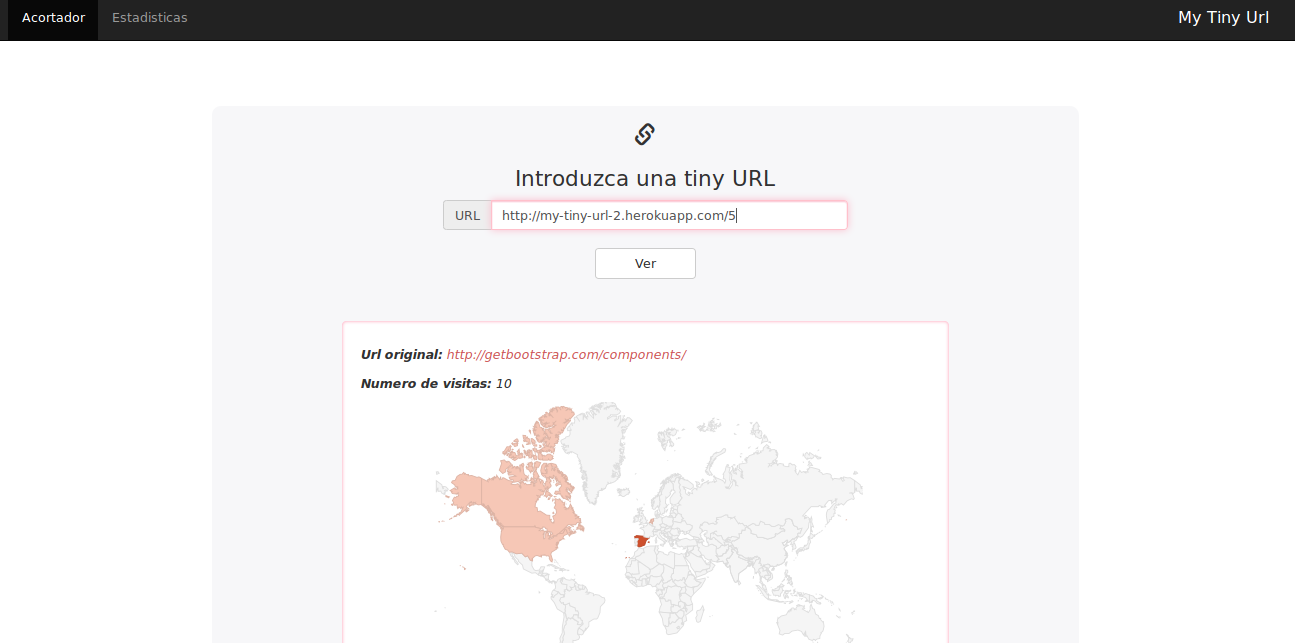 Acortador Estadisticas My Tiny Url
Introduzca una tiny URL
URL http://my-tiny-url-2.herokuapp.com/5
Ver
Url original: http://getbootstrap.com/components/
Numero de visitas: 10